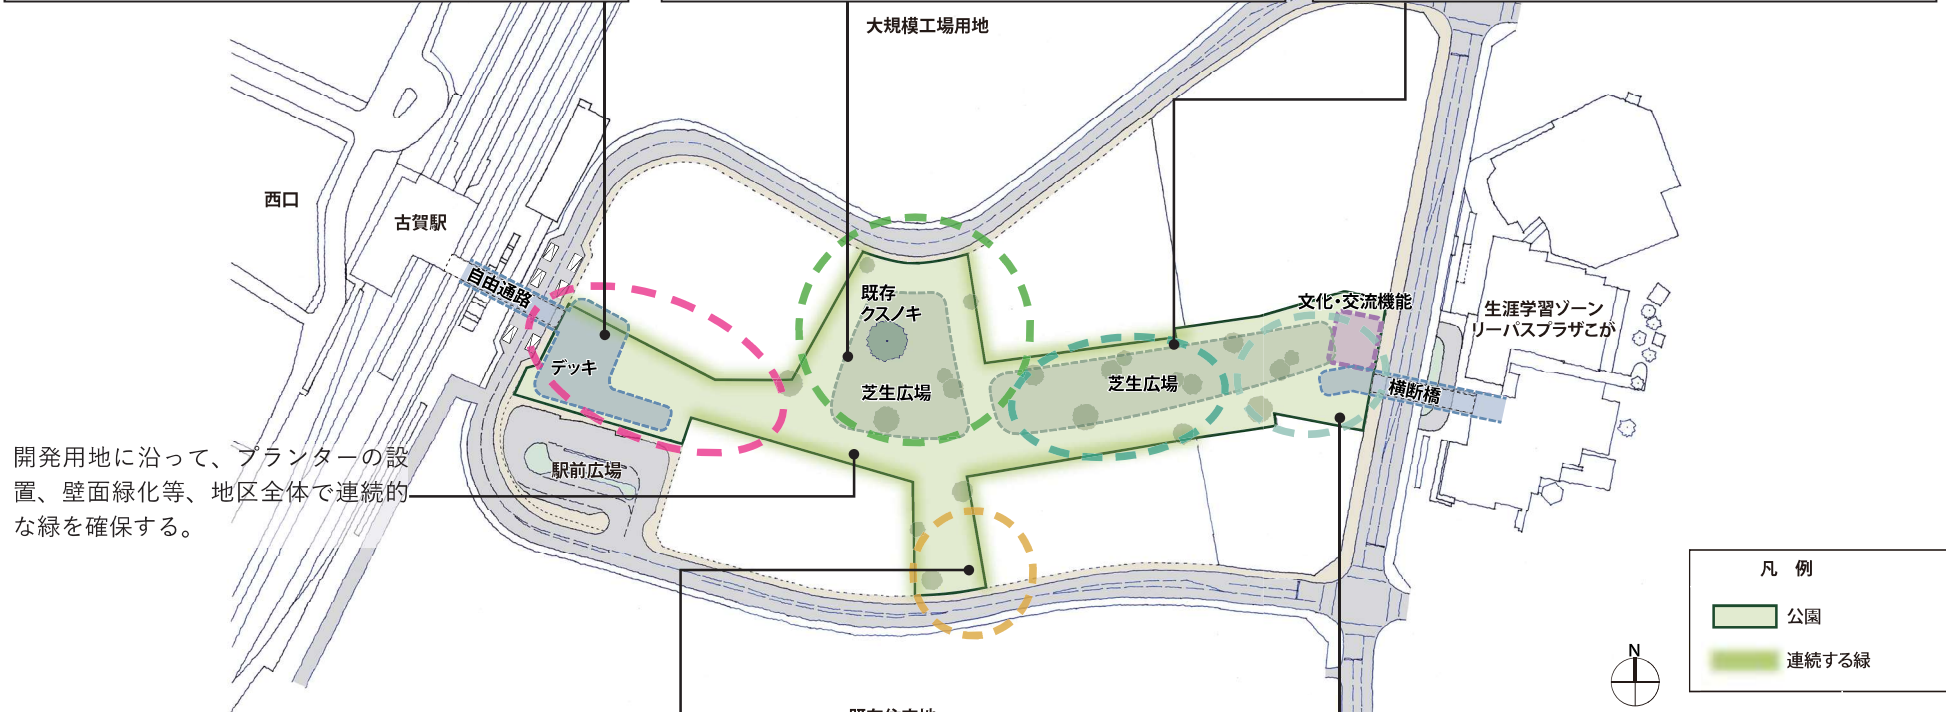 大規模工場用地
西口
古賀駅
自由通路
既存
クスノキ
文化・交流機能
生涯学習ゾーン
リーパスプラザこが
デッキ
芝生広場
芝生広場
横断橋
開発用地に沿って、プランターの設
置、壁面緑化等、地区全体で連続的
な緑を確保する。
駅前広場
凡 例
公園
連続する緑
N